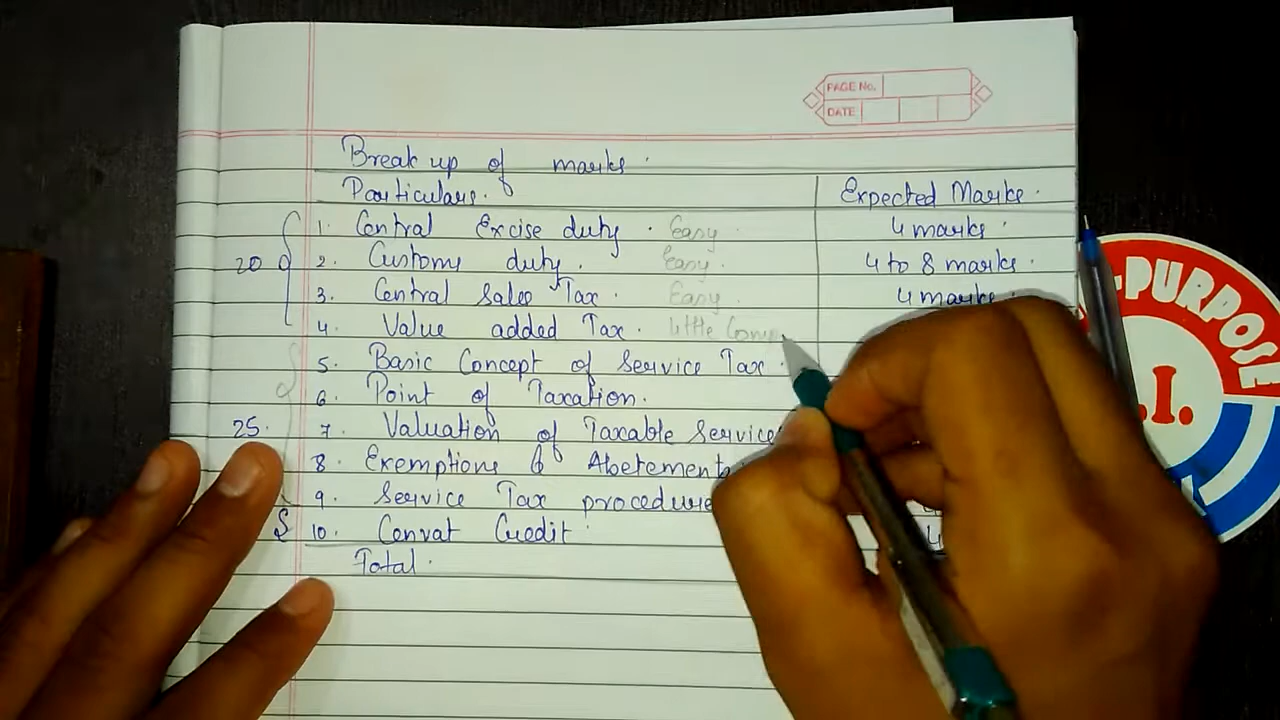 PAGE No.
DATE
Break up of marks.
Particulars. Expected Marks.
1. Central Excise duty. Easy. 4 marks.
20 2. Customs duty. Easy. 4 to 8 marks.
3. Central Sales Tax. Easy. 4 marks.
4. Value added Tax. Little Comp
5. Basic Concept of Service Tax.
6. Point of Taxation.
25. 7. Valuation of Taxable Service
8. Exemptions & Abetement
9. Service Tax procedure
10. Cenvat Credit 4
Total.
-PURPOSE
.I.